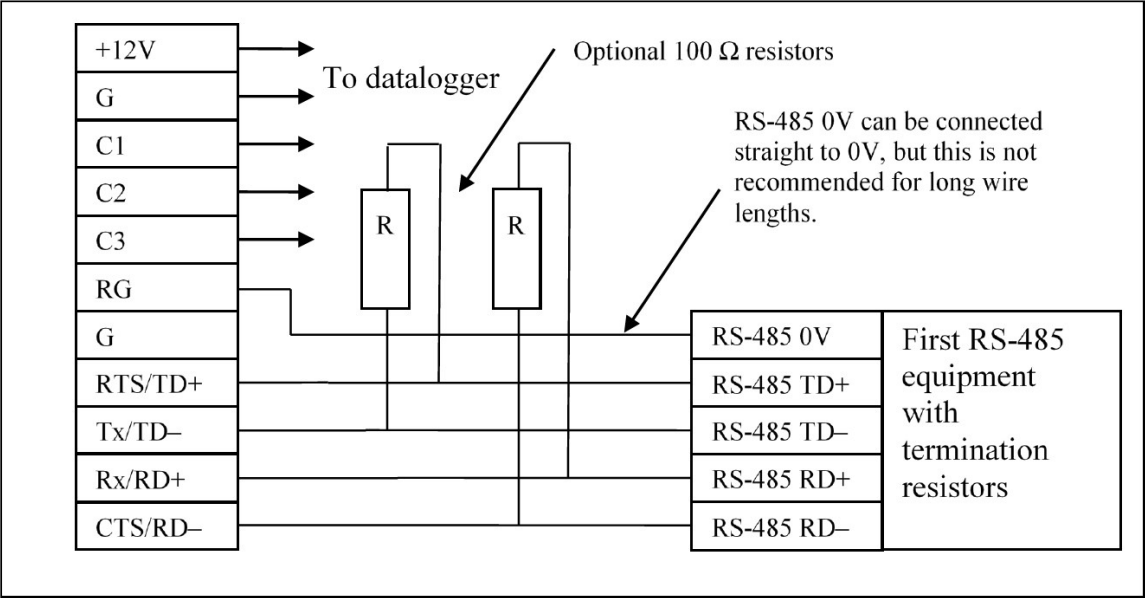 +12V
G
C1
C2
C3
RG
G
RTS/TD+
Tx/TD–
Rx/RD+
CTS/RD–
To datalogger
Optional 100 Ω resistors
R
R
RS-485 0V can be connected
straight to 0V, but this is not
recommended for long wire
lengths.
RS-485 0V
RS-485 TD+
RS-485 TD–
RS-485 RD+
RS-485 RD–
First RS-485
equipment
with
termination
resistors